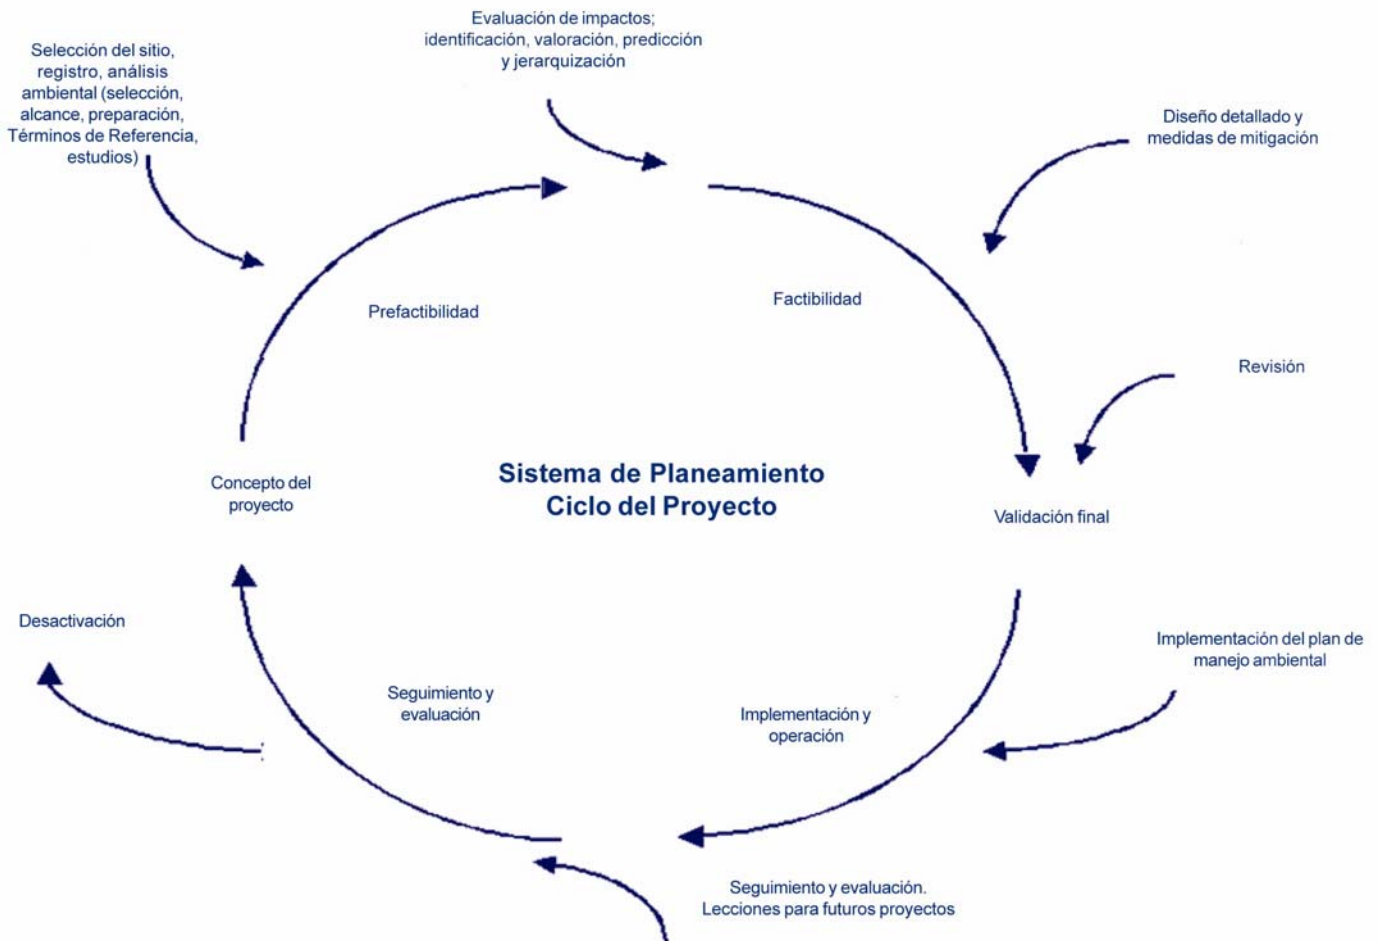 Evaluación de impactos;
identificación, valoración, predicción
y jerarquización
Selección del sitio,
registro, análisis
ambiental (selección,
alcance, preparación,
Términos de Referencia,
estudios)
Diseño detallado y
medidas de mitigación
Prefactibilidad
Factibilidad
Revisión
Concepto del
proyecto
Sistema de Planeamiento
Ciclo del Proyecto
Validación final
Desactivación
Seguimiento y
evaluación
Implementación y
operación
Implementación del plan de
manejo ambiental
Seguimiento y evaluación.
Lecciones para futuros proyectos